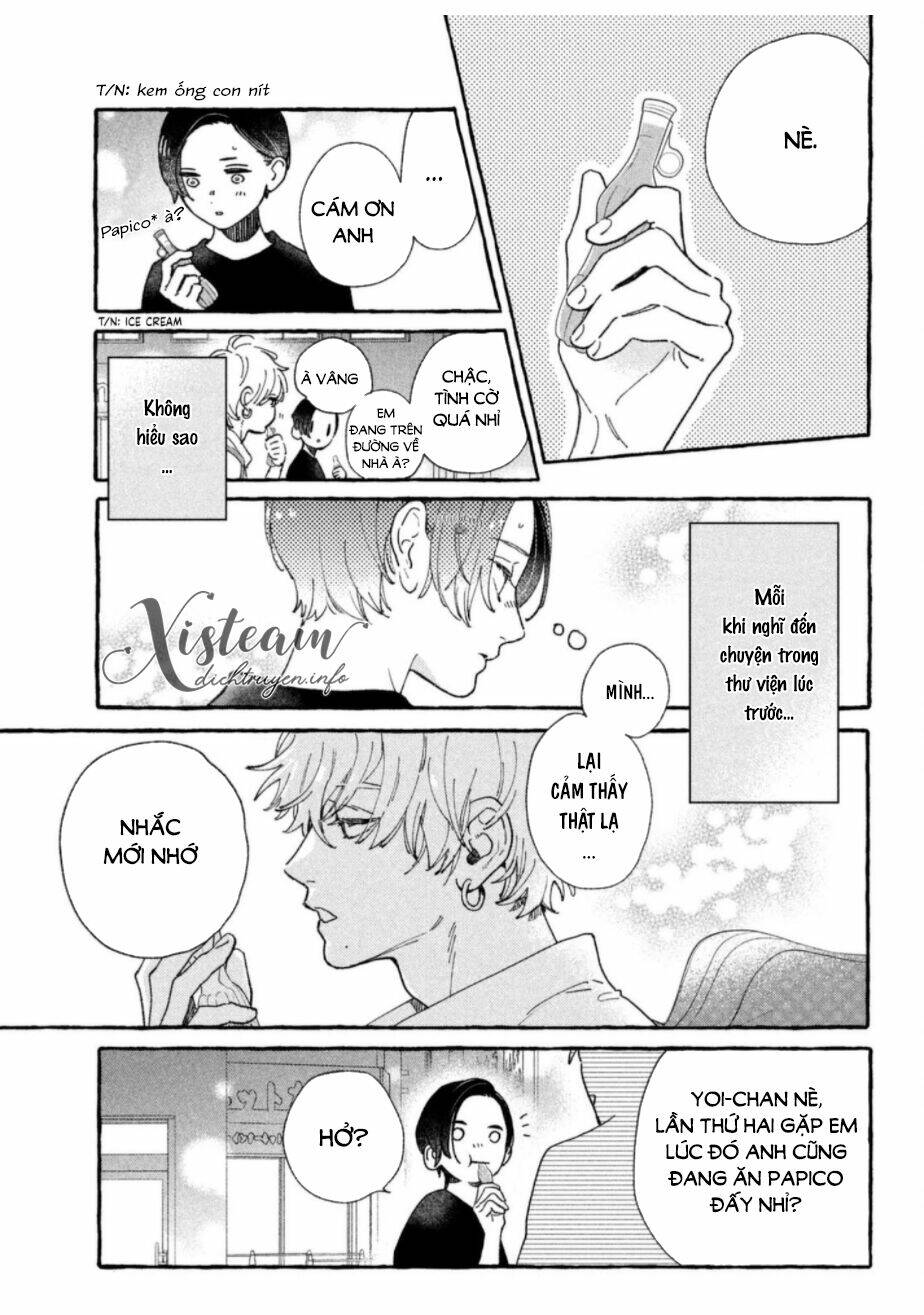 NÈ.
T/N: kem ống con nít
...
CÁM ƠN
ANH
Papico* à?
T/N: ICE CREAM
CHẬC,
TÌNH CỜ
QUÁ NHỈ
EM
ĐANG TRÊN
ĐƯỜNG VỀ
NHÀ À?
À VÂNG
Không
hiểu sao
...
Mỗi
khi nghĩ đến
chuyện trong
thư viện lúc
trước...
MÌNH...
LẠI
CẢM THẤY
THẬT LẠ
...
Xisteam
dichtruyen.info
NHẮC
MỚI NHỚ
YOI-CHAN NÈ,
LẦN THỨ HAI GẶP EM
LÚC ĐÓ ANH CŨNG
ĐANG ĂN PAPICO
ĐẤY NHỈ?
HỞ?